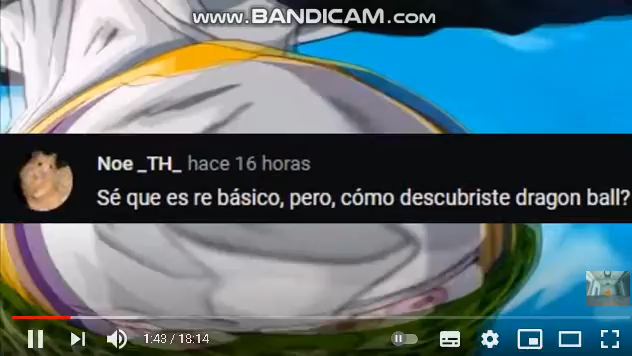 WWW.BANDICAM.COM
Noe _TH_ hace 16 horas
Sé que es re básico, pero, cómo descubriste dragon ball?
1:43 / 18:14